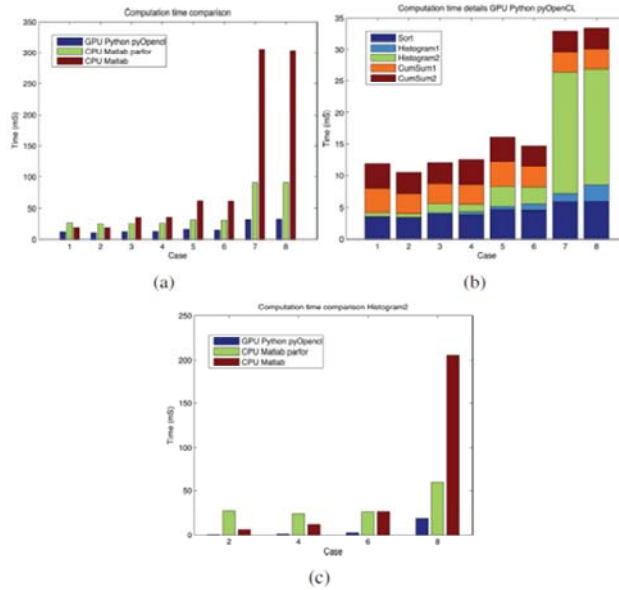 Computation time comparison
GPU Python pyOpencl
CPU Matlab parfor
CPU Matlab
350
300
250
200
150
100
50
0
Time (mS)
1 2 3 4 5 6 7 8
Case
(a)
Computation time details GPU Python pyOpenCL
Sort
Histogram1
Histogram2
CumSum1
CumSum2
35
30
25
20
15
10
5
0
Time (mS)
1 2 3 4 5 6 7 8
Case
(b)
Computation time comparison Histogram2
GPU Python pyOpencl
CPU Matlab parfor
CPU Matlab
250
200
150
100
50
0
Time (mS)
2 4 6 8
Case
(c)